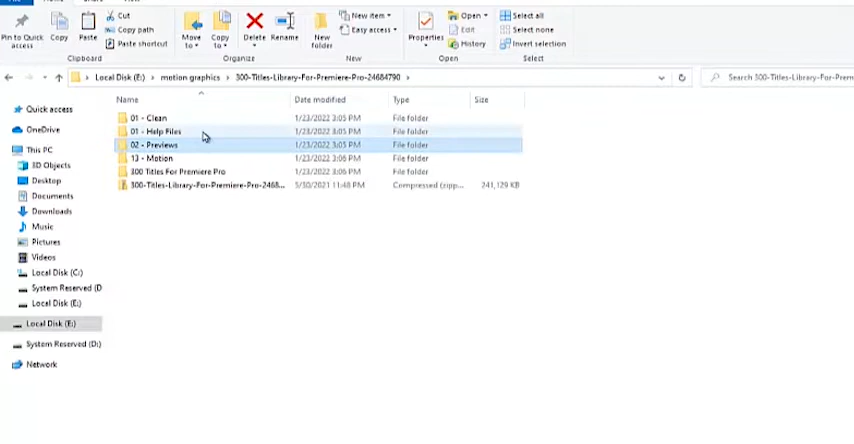 Pin to Quick access
Copy
Paste
Cut
Copy path
Paste shortcut
Clipboard
Move to
Copy to
Delete
Rename
Organize
New folder
New item
Easy access
New
Properties
Open
Edit
History
Open
Select all
Select none
Invert selection
Select
Local Disk (E:) > motion graphics > 300-Titles-Library-For-Premiere-Pro-24684790 >
Search 300-Titles-Library-For-Prem
Name Date modified Type Size
01 - Clean 1/23/2022 3:05 PM File folder
01 - Help Files 1/23/2022 3:05 PM File folder
02 - Previews 1/23/2022 3:05 PM File folder
13 - Motion 1/23/2022 3:06 PM File folder
300 Titles For Premiere Pro 1/23/2022 3:06 PM File folder
300-Titles-Library-For-Premiere-Pro-2468... 5/30/2021 11:48 PM Compressed (zipp... 241,129 KB
Quick access
OneDrive
This PC
3D Objects
Desktop
Documents
Downloads
Music
Pictures
Videos
Local Disk (C:)
System Reserved (D
Local Disk (E:)
Local Disk (E:)
System Reserved (D:)
Network